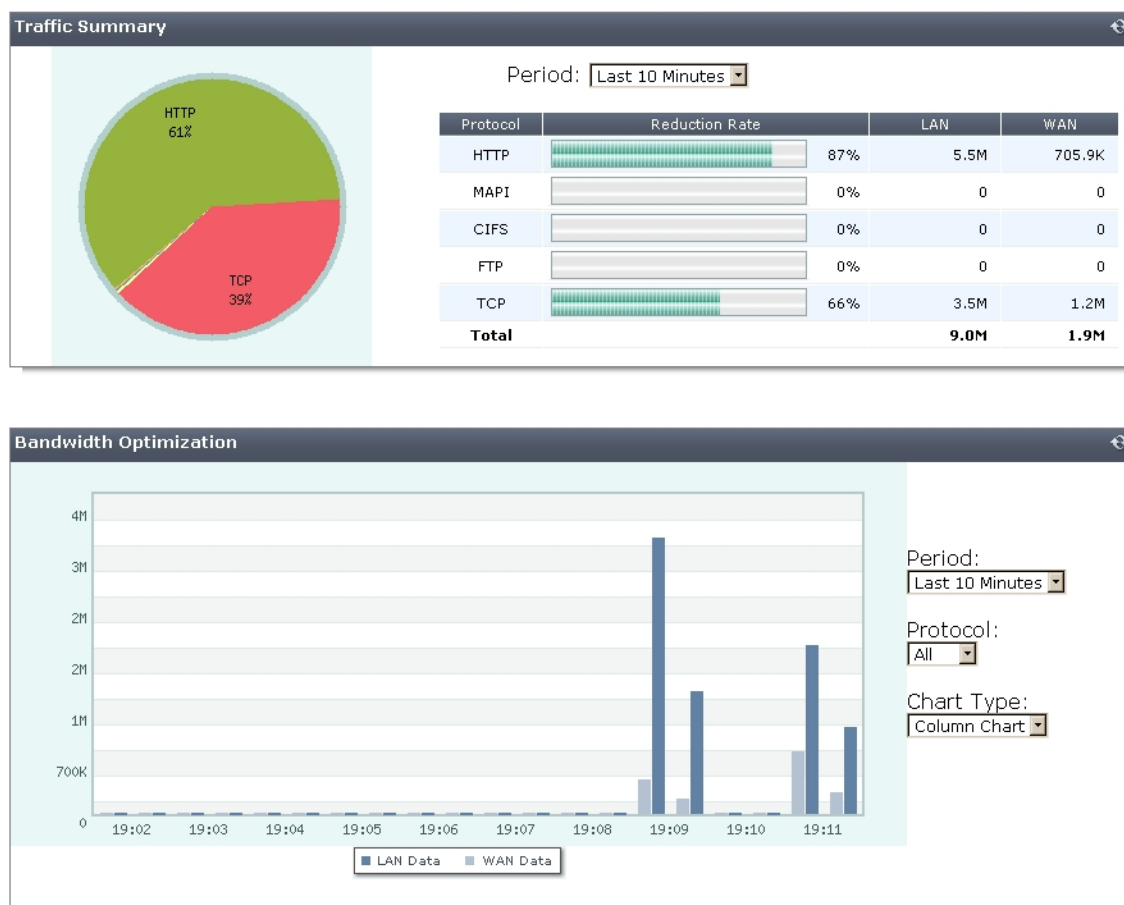 Traffic Summary
HTTP
61%
TCP
39%
Period: Last 10 Minutes
Protocol Reduction Rate LAN WAN
HTTP 87% 5.5M 705.9K
MAPI 0% 0 0
CIFS 0% 0 0
FTP 0% 0 0
TCP 66% 3.5M 1.2M
Total 9.0M 1.9M
Bandwidth Optimization
4M
3M
2M
2M
1M
700K
0
19:02 19:03 19:04 19:05 19:06 19:07 19:08 19:09 19:10 19:11
LAN Data WAN Data
Period:
Last 10 Minutes
Protocol:
All
Chart Type:
Column Chart